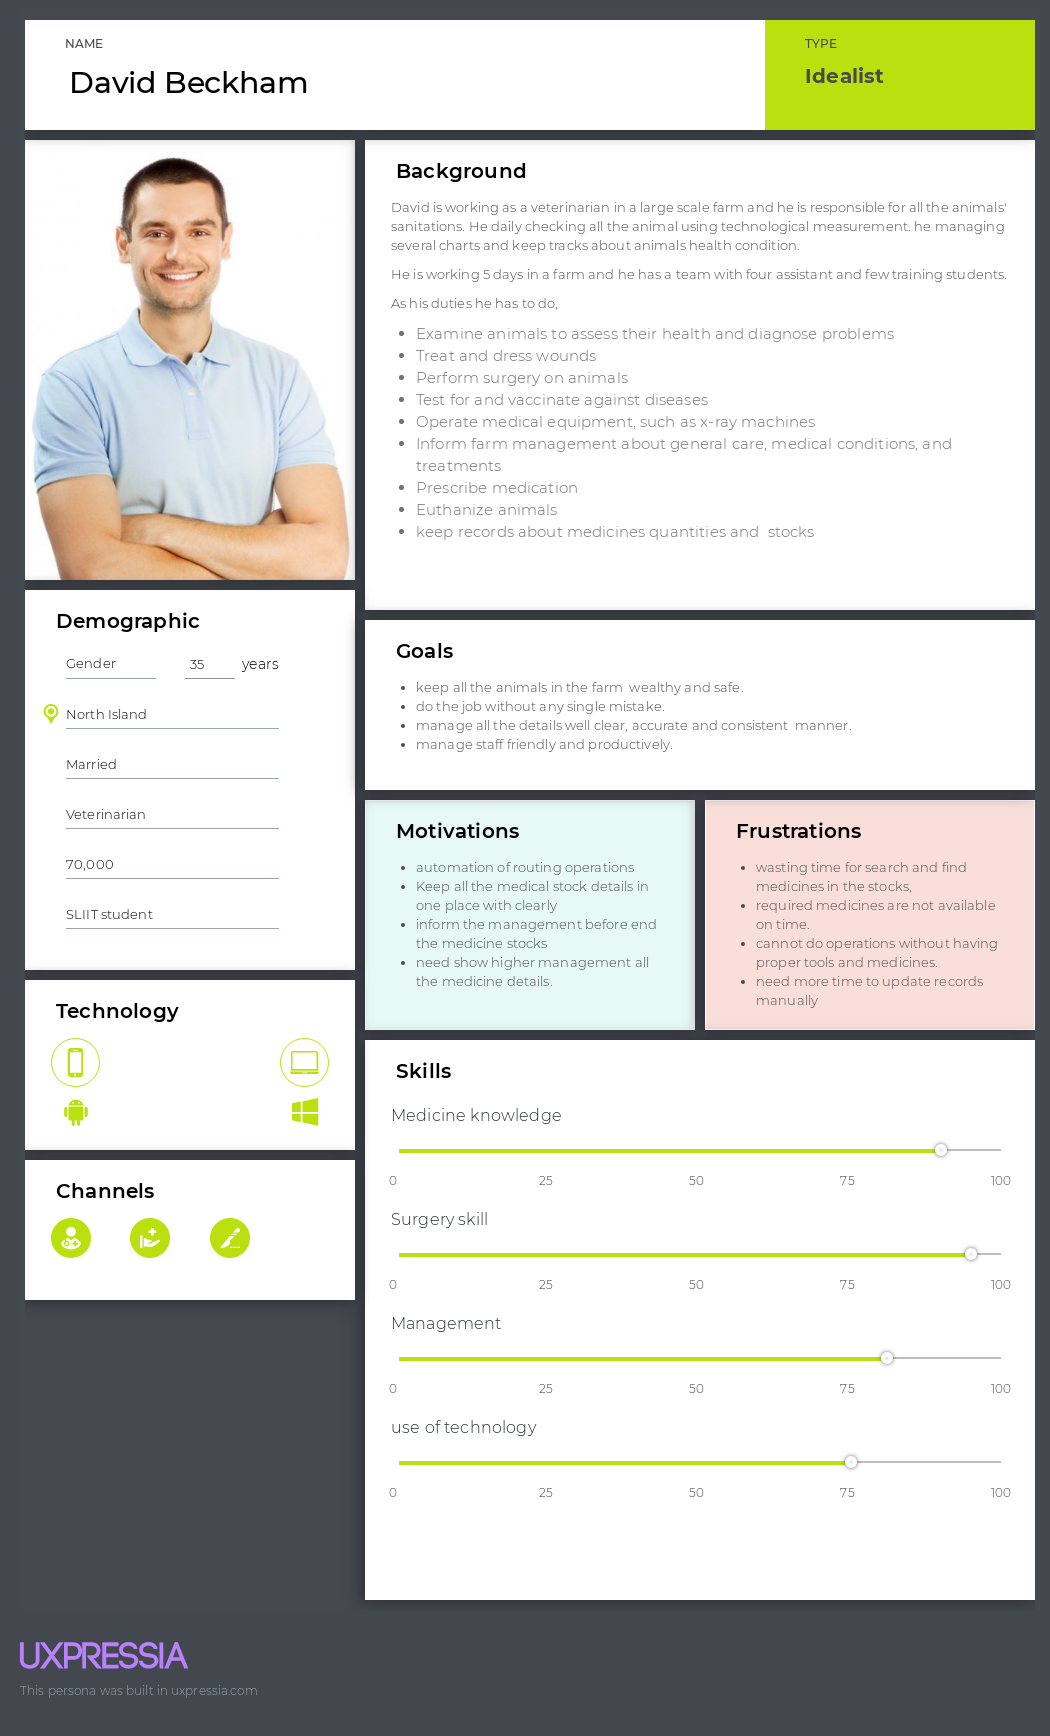 NAME
David Beckham
TYPE
Idealist
Background
David is working as a veterinarian in a large scale farm and he is responsible for all the animals'
sanitations. He daily checking all the animal using technological measurement. he managing
several charts and keep tracks about animals health condition.
He is working 5 days in a farm and he has a team with four assistant and few training students.
As his duties he has to do,
• Examine animals to assess their health and diagnose problems
• Treat and dress wounds
• Perform surgery on animals
• Test for and vaccinate against diseases
• Operate medical equipment, such as x-ray machines
• Inform farm management about general care, medical conditions, and
treatments
• Prescribe medication
• Euthanize animals
• keep records about medicines quantities and  stocks
Demographic
Gender 35 years
North Island
Married
Veterinarian
70,000
SLIIT student
Technology
Channels
Goals
• keep all the animals in the farm  wealthy and safe.
• do the job without any single mistake.
• manage all the details well clear, accurate and consistent  manner.
• manage staff friendly and productively.
Motivations
• automation of routing operations
• Keep all the medical stock details in
one place with clearly
• inform the management before end
the medicine stocks
• need show higher management all
the medicine details.
Frustrations
• wasting time for search and find
medicines in the stocks,
• required medicines are not available
on time.
• cannot do operations without having
proper tools and medicines.
• need more time to update records
manually
Skills
Medicine knowledge
0 25 50 75 100
Surgery skill
0 25 50 75 100
Management
0 25 50 75 100
use of technology
0 25 50 75 100
UXPRESSIA
This persona was built in uxpressia.com